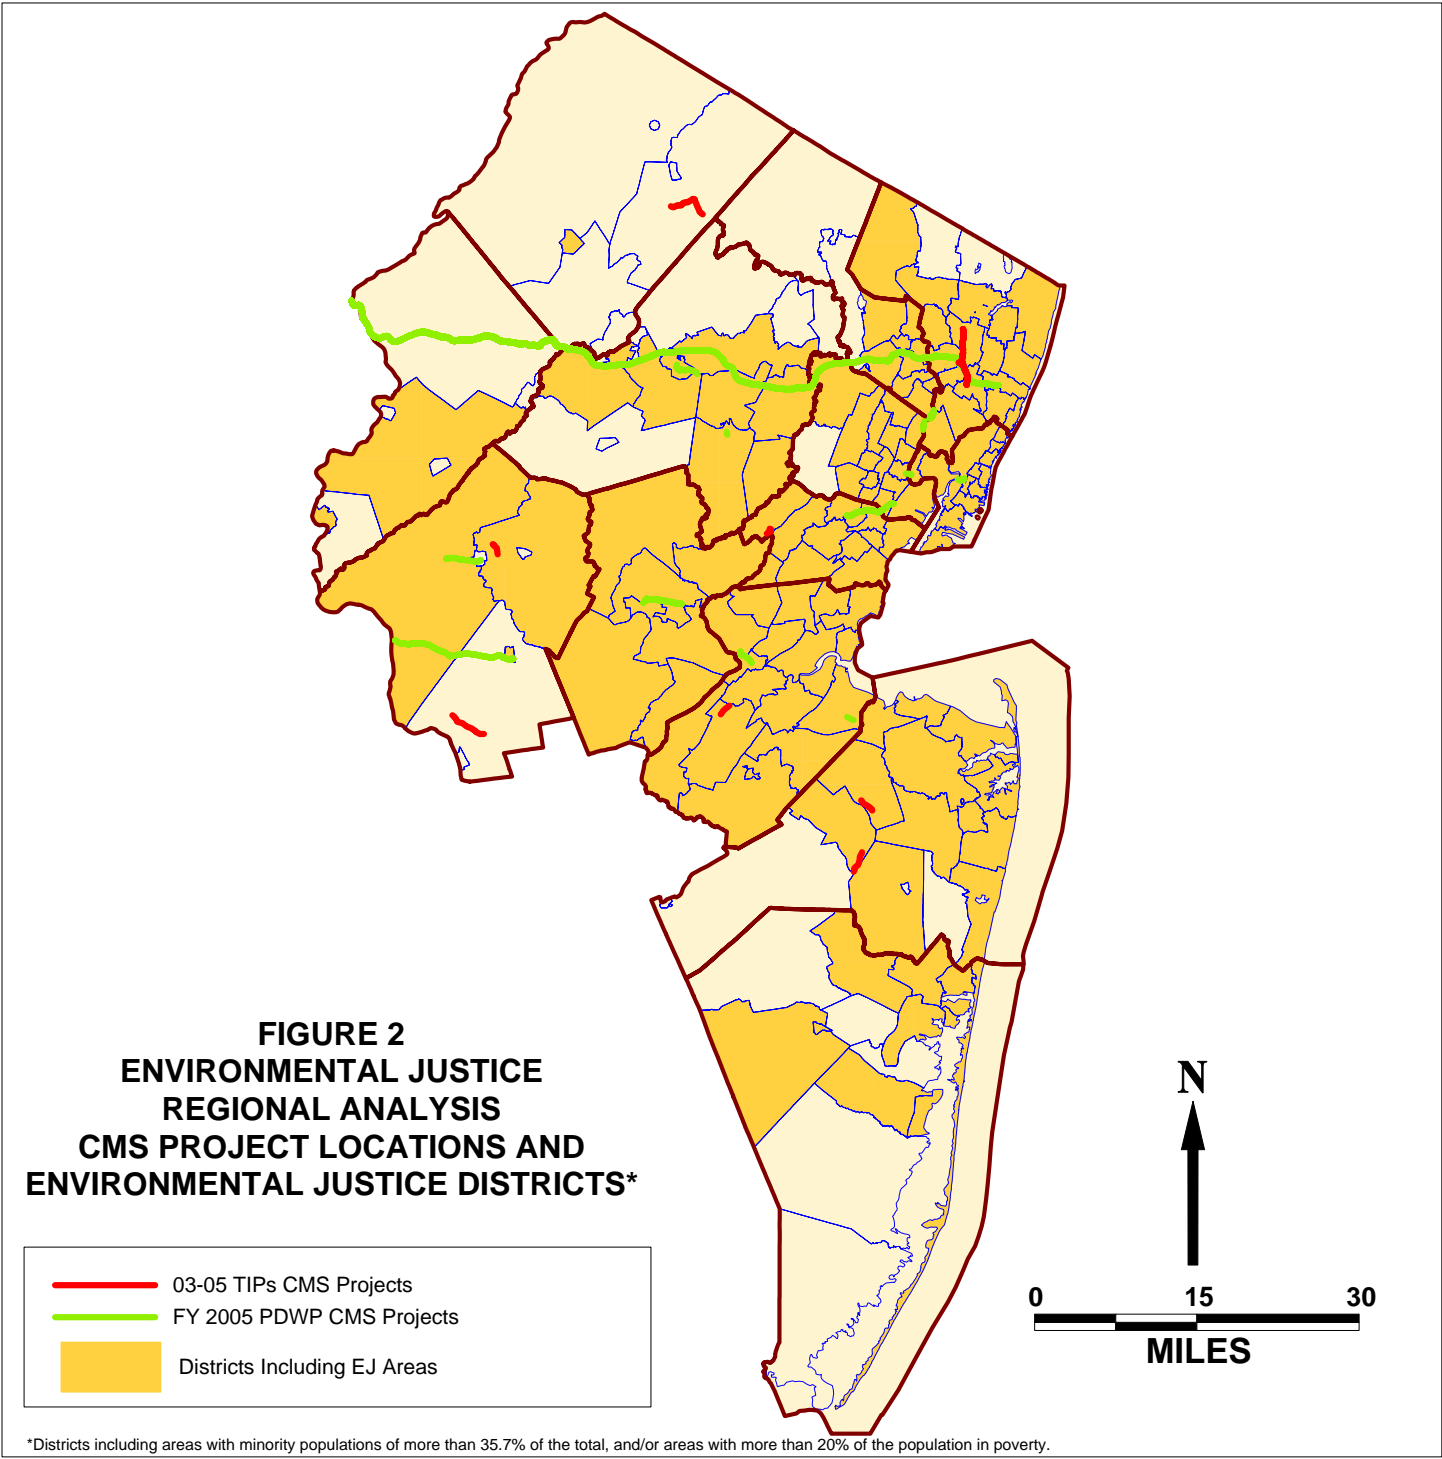 FIGURE 2
ENVIRONMENTAL JUSTICE
REGIONAL ANALYSIS
CMS PROJECT LOCATIONS AND
ENVIRONMENTAL JUSTICE DISTRICTS*
03-05 TIPs CMS Projects
FY 2005 PDWP CMS Projects
Districts Including EJ Areas
N
0 15 30
MILES
*Districts including areas with minority populations of more than 35.7% of the total, and/or areas with more than 20% of the population in poverty.